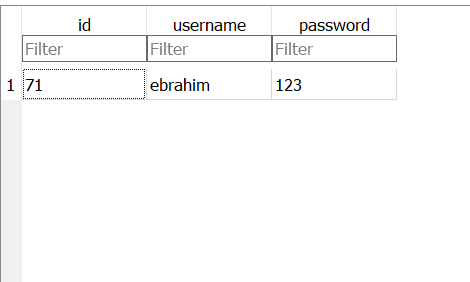 id username password
Filter Filter Filter
1 71 ebrahim 123